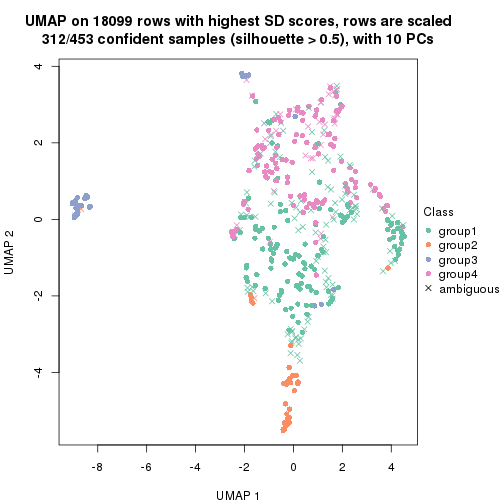 UMAP on 18099 rows with highest SD scores, rows are scaled
312/453 confident samples (silhouette > 0.5), with 10 PCs
4
2
0
-2
-4
UMAP 2
-8
-6
-4
-2
0
2
4
UMAP 1
Class
group1
group2
group3
group4
ambiguous